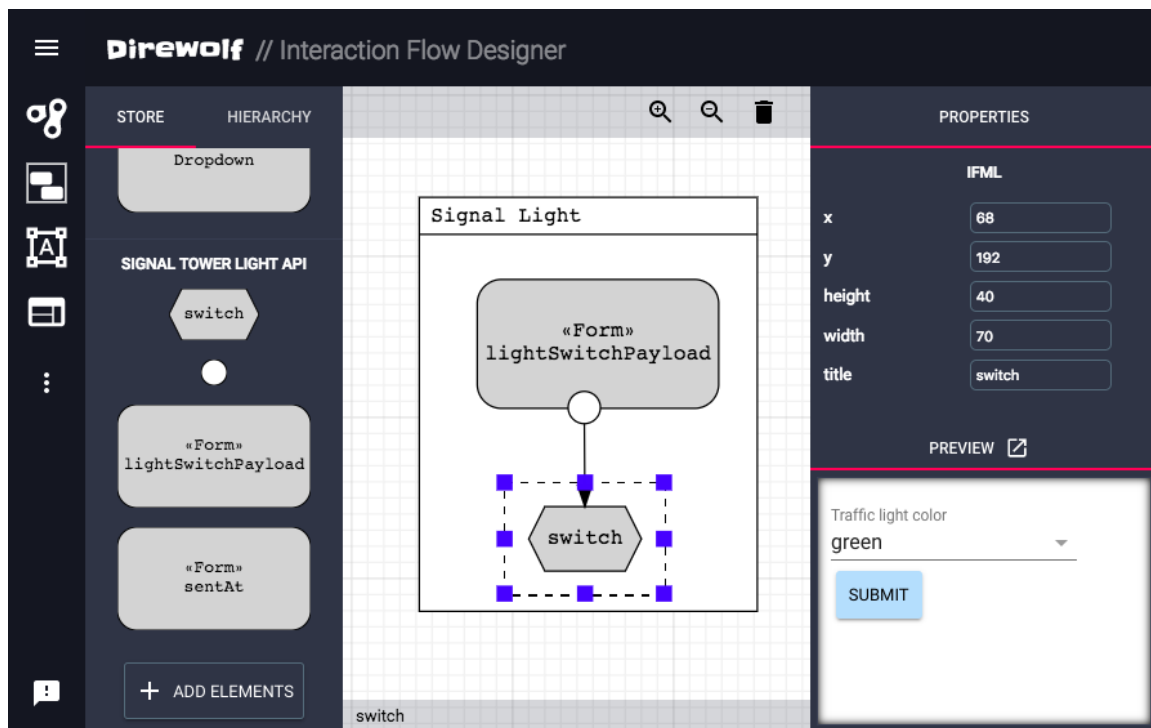 Direwolf // Interaction Flow Designer
STORE
HIERARCHY
Dropdown
SIGNAL TOWER LIGHT API
switch
«Form»
lightSwitchPayload
«Form»
sentAt
+ ADD ELEMENTS
Signal Light
«Form»
lightSwitchPayload
switch
switch
PROPERTIES
IFML
x 68
y 192
height 40
width 70
title switch
PREVIEW
Traffic light color
green
SUBMIT
A
!